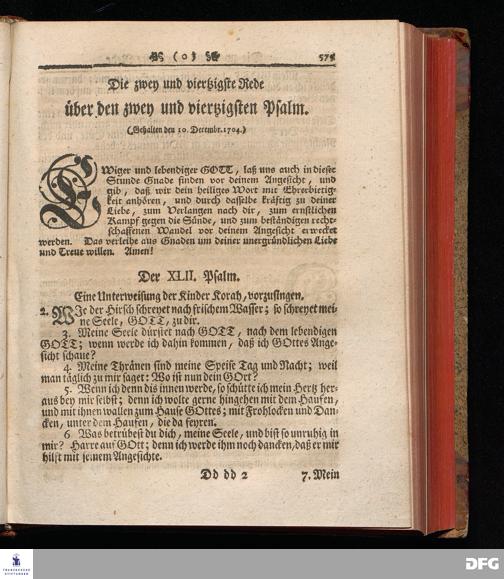 ( o ) 571
Die zwey und viertzigste Rede
über den zwey und viertzigsten Psalm.
(Gehalten den 10. Decembr. 1704.)
EWiger und lebendiger GOTT, laß uns auch in dieser
Stunde Gnade finden vor deinem Angesicht, und
gib, daß wir dein heiliges Wort mit Ehrerbietig-
keit anhören, und durch dasselbe kräftig zu deiner
Liebe, zum Verlangen nach dir, zum ernstlichen
Kampf gegen die Sünde, und zum beständigen recht-
schaffenen Wandel vor deinem Angesicht erwecket
werden. Das verleihe aus Gnaden um deiner unergründlichen Liebe
und Treue willen. Amen!
Der XLII. Psalm.
Eine Unterweisung der Kinder Korah, vorzusingen.
2. WJe der Hirsch schreyet nach frischem Wasser; so schreyet mei-
ne Seele, GOTT, zu dir.
3. Meine Seele dürstet nach GOTT, nach dem lebendigen
GOTT; wenn werde ich dahin kommen, daß ich GOttes Ange-
sicht schaue?
4. Meine Thränen sind meine Speise Tag und Nacht; weil
man täglich zu mir saget: Wo ist nun dein GOtt?
5. Wenn ich denn dis innen werde, so schütte ich mein Hertz her-
aus bey mir selbst; denn ich wolte gerne hingehen mit dem Haufen,
und mit ihnen wallen zum Hause GOttes; mit Frohlocken und Dan-
cken, unter dem Haufen, die da feyren.
6. Was betrübest du dich, meine Seele, und bist so unruhig in
mir? Harre auf GOtt; denn ich werde ihm noch dancken, daß er mir
hilft mit seinem Angesichte.
Dd dd 2 7. Mein
FRANCKESCHE
STIFTUNGEN
DFG